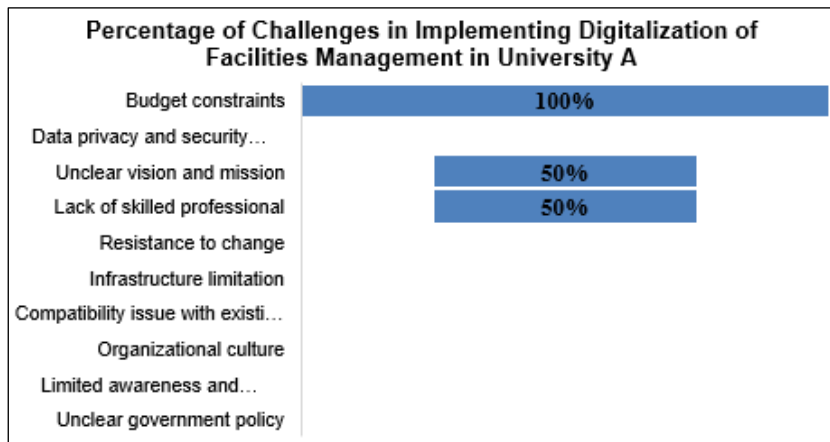 Percentage of Challenges in Implementing Digitalization of
Facilities Management in University A
Budget constraints
100%
Data privacy and security…
Unclear vision and mission
50%
Lack of skilled professional
50%
Resistance to change
Infrastructure limitation
Compatibility issue with existi…
Organizational culture
Limited awareness and…
Unclear government policy